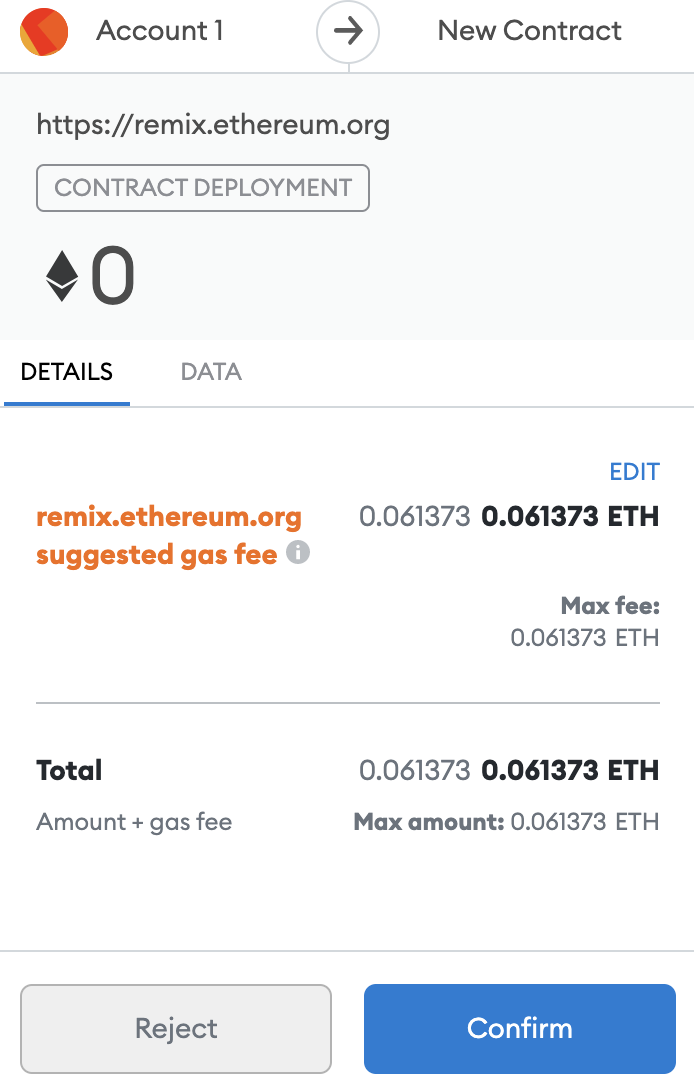 Account 1
New Contract
https://remix.ethereum.org
CONTRACT DEPLOYMENT
0
DETAILS
DATA
EDIT
remix.ethereum.org
suggested gas fee
0.061373 0.061373 ETH
Max fee:
0.061373 ETH
Total
0.061373 0.061373 ETH
Amount + gas fee
Max amount: 0.061373 ETH
Reject
Confirm